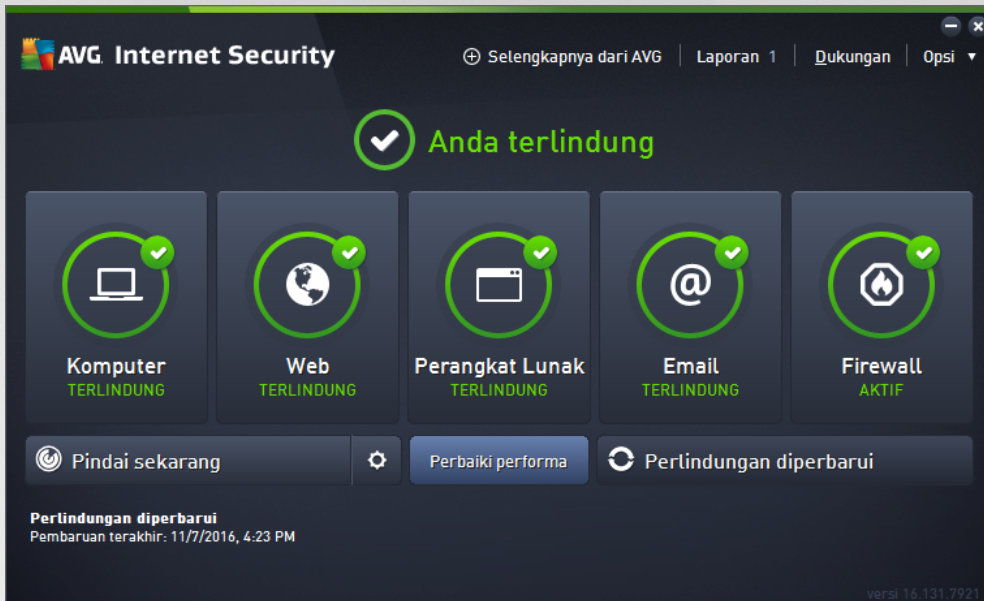 AVG. Internet Security
Selengkapnya dari AVG
Laporan 1
Dukungan
Opsi
Anda terlindung
Komputer
TERLINDUNG
Web
TERLINDUNG
Perangkat Lunak
TERLINDUNG
Email
TERLINDUNG
Firewall
AKTIF
Pindai sekarang
Perbaiki performa
Perlindungan diperbarui
Perlindungan diperbarui
Pembaruan terakhir: 11/7/2016, 4:23 PM
versi 16.131.7921